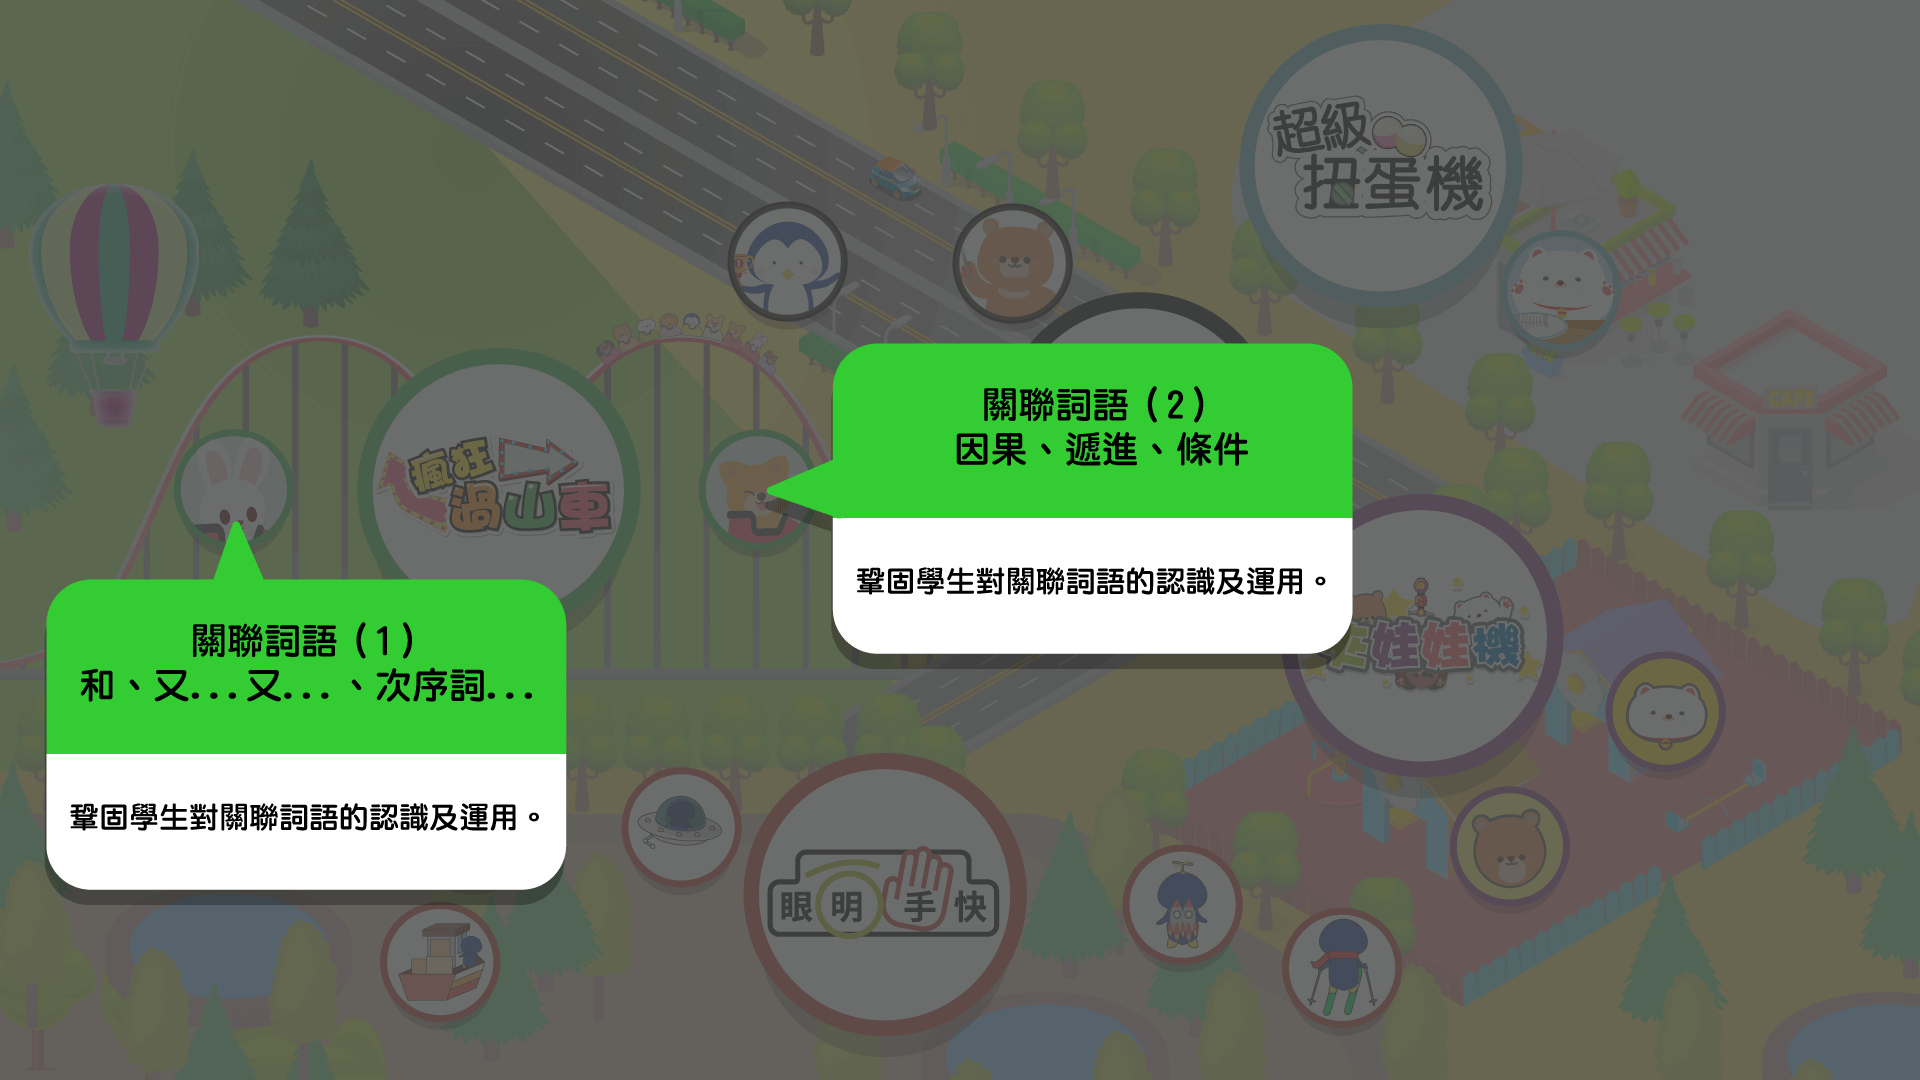 超級
扭蛋機
CAFE
瘋狂
過山車
關聯詞語（2）
因果、遞進、條件
鞏固學生對關聯詞語的認識及運用。
關聯詞語（1）
和、又...又...、次序詞...
鞏固學生對關聯詞語的認識及運用。
娃娃機
眼明手快